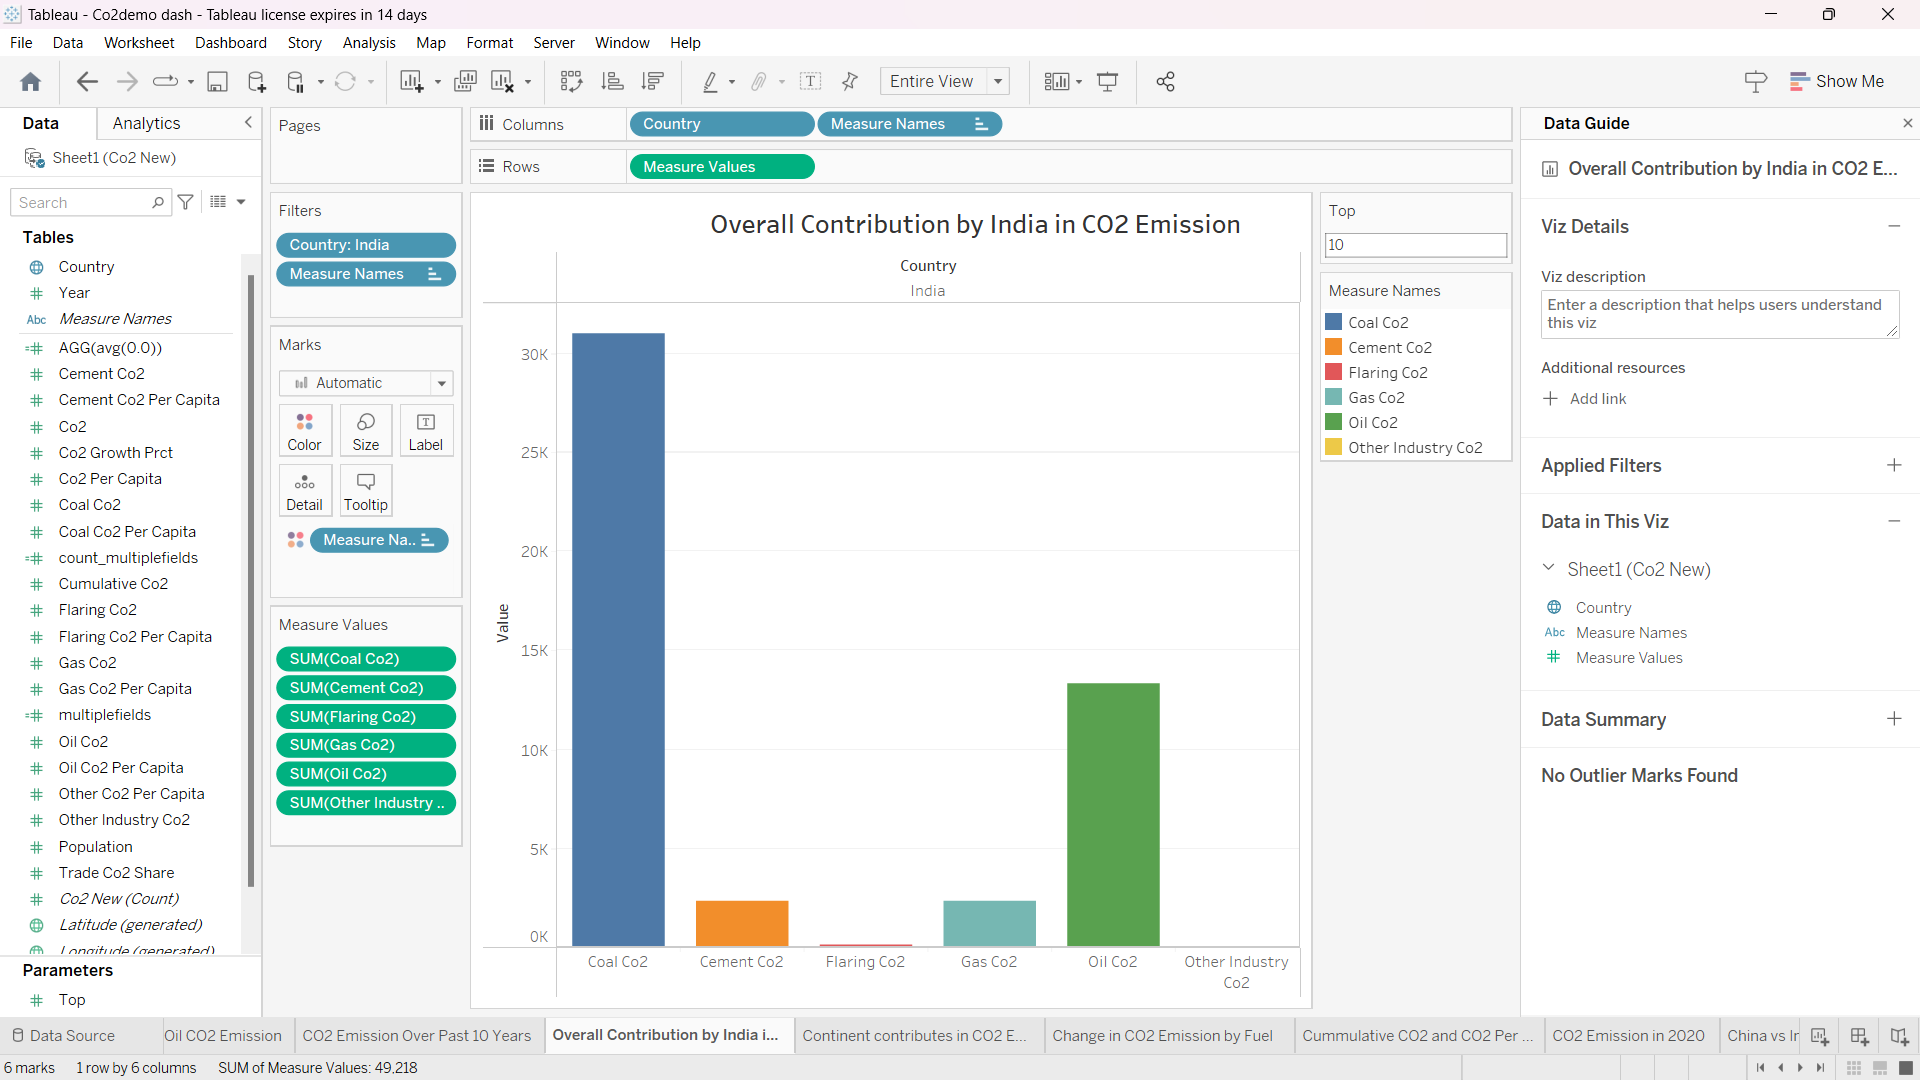 Tableau - Co2demo dash - Tableau license expires in 14 days
File Data Worksheet Dashboard Story Analysis Map Format Server Window Help
Entire View
Show Me
Data Analytics
Sheet1 (Co2 New)
Search
Tables
Country
Year
Abc Measure Names
AGG(avg(0.0))
Cement Co2
Cement Co2 Per Capita
Co2
Co2 Growth Prct
Co2 Per Capita
Coal Co2
Coal Co2 Per Capita
count_multiplefields
Cumulative Co2
Flaring Co2
Flaring Co2 Per Capita
Gas Co2
Gas Co2 Per Capita
multiplefields
Oil Co2
Oil Co2 Per Capita
Other Co2 Per Capita
Other Industry Co2
Population
Trade Co2 Share
Co2 New (Count)
Latitude (generated)
Longitude (generated)
Parameters
Top
Pages
Filters
Country: India
Measure Names
Marks
Automatic
Color Size Label
Detail Tooltip
Measure Na..
Measure Values
SUM(Coal Co2)
SUM(Cement Co2)
SUM(Flaring Co2)
SUM(Gas Co2)
SUM(Oil Co2)
SUM(Other Industry ..
Columns Country Measure Names
Rows Measure Values
Overall Contribution by India in CO2 Emission
Country
India
30K
25K
20K
15K
10K
5K
0K
Value
Coal Co2 Cement Co2 Flaring Co2 Gas Co2 Oil Co2 Other Industry
Co2
Top
10
Measure Names
Coal Co2
Cement Co2
Flaring Co2
Gas Co2
Oil Co2
Other Industry Co2
Data Guide
Overall Contribution by India in CO2 E...
Viz Details
Viz description
Enter a description that helps users understand
this viz
Additional resources
Add link
Applied Filters
Data in This Viz
Sheet1 (Co2 New)
Country
Abc Measure Names
Measure Values
Data Summary
No Outlier Marks Found
Data Source Oil CO2 Emission CO2 Emission Over Past 10 Years Overall Contribution by India i... Continent contributes in CO2 E... Change in CO2 Emission by Fuel Cummulative CO2 and CO2 Per ... CO2 Emission in 2020 China vs Ir
6 marks 1 row by 6 columns SUM of Measure Values: 49,218